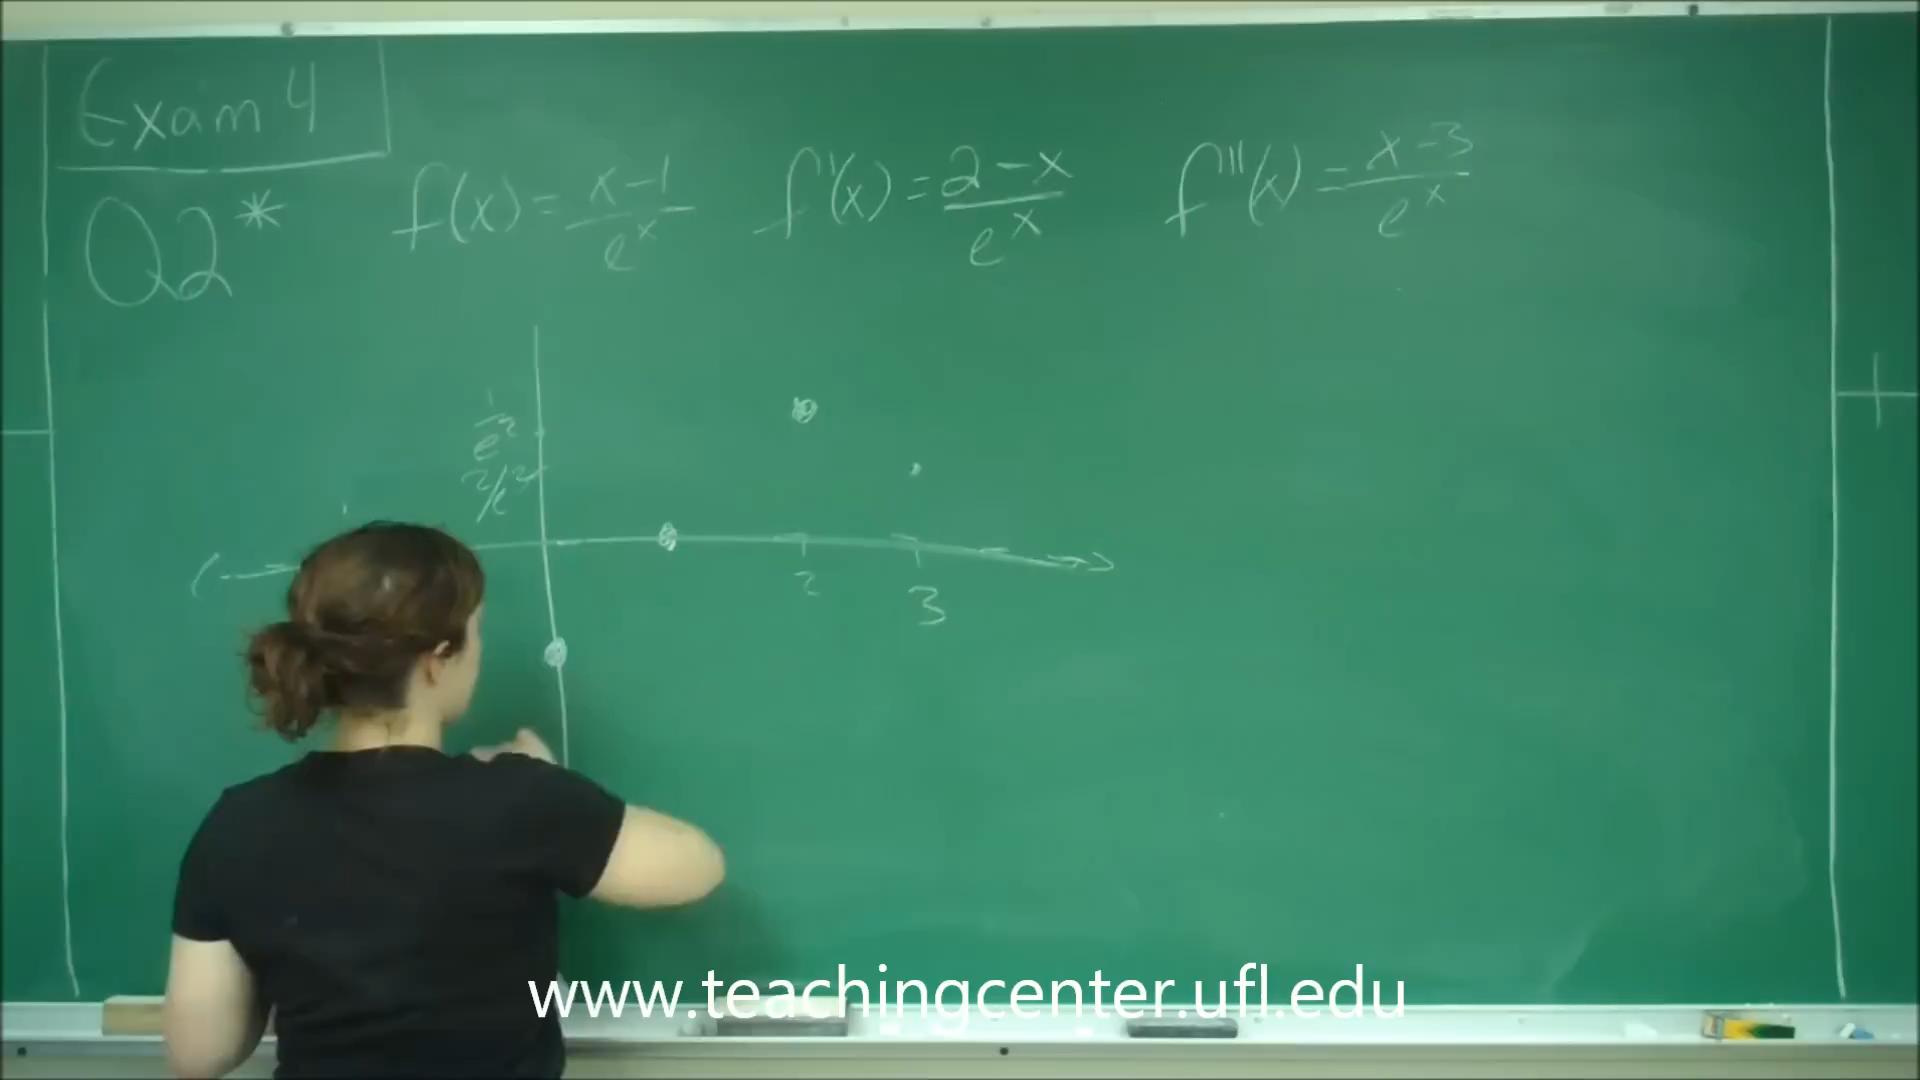 Exam 4
Q2*
f(x) = x-1/e^x
f'(x) = 2-x/e^x
f''(x) = x-3/e^x
1/e^2
2/e^3
2
3
www.teachingcenter.ufl.edu